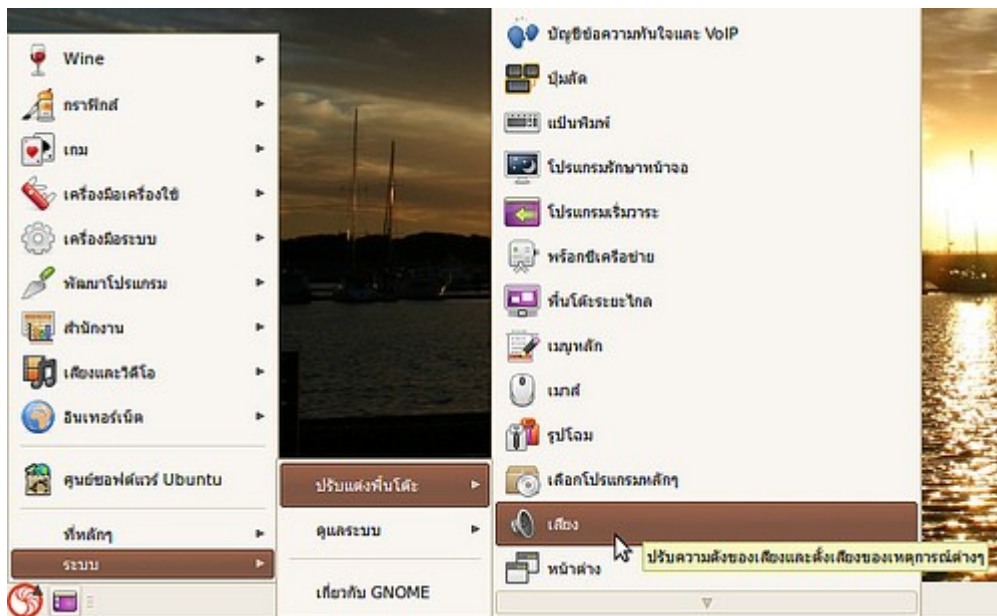 Wine
กราฟิกส์
เกม
เครื่องมือเครื่องใช้
เครื่องมือระบบ
พัฒนาโปรแกรม
สำนักงาน
เสียงและวิดีโอ
อินเทอร์เน็ต
ศูนย์ซอฟต์แวร์ Ubuntu
ที่หลักๆ
ระบบ
ปรับแต่งพื้นโต๊ะ
ดูแลระบบ
เกี่ยวกับ GNOME
บัญชีข้อความทันใจและ VoIP
ปุ่มลัด
แป้นพิมพ์
โปรแกรมรักษาหน้าจอ
โปรแกรมเริ่มวาระ
พร็อกซีเครือข่าย
พื้นโต๊ะระยะไกล
เมนูหลัก
เมาส์
รูปโฉม
เลือกโปรแกรมหลักๆ
เสียง
ปรับความดังของเสียงและตั้งเสียงของเหตุการณ์ต่างๆ
หน้าต่าง